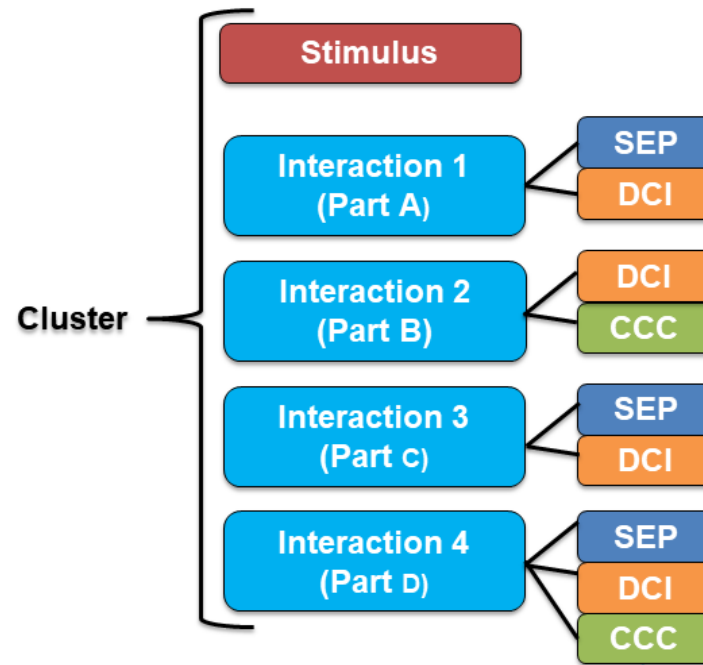 Stimulus
Interaction 1
(Part A)
SEP
DCI
Interaction 2
(Part B)
DCI
CCC
Cluster
Interaction 3
(Part C)
SEP
DCI
Interaction 4
(Part D)
SEP
DCI
CCC